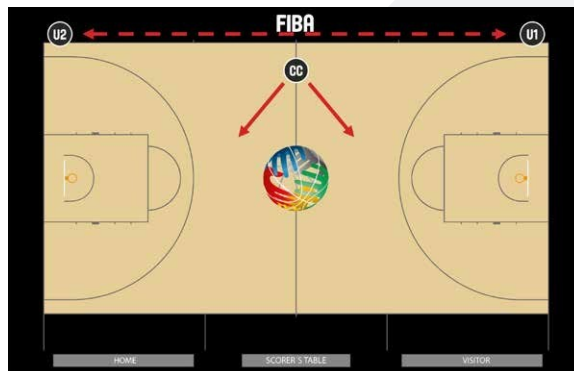 FIBA
U2
U1
CC
HOME
SCORER'S TABLE
VISITOR